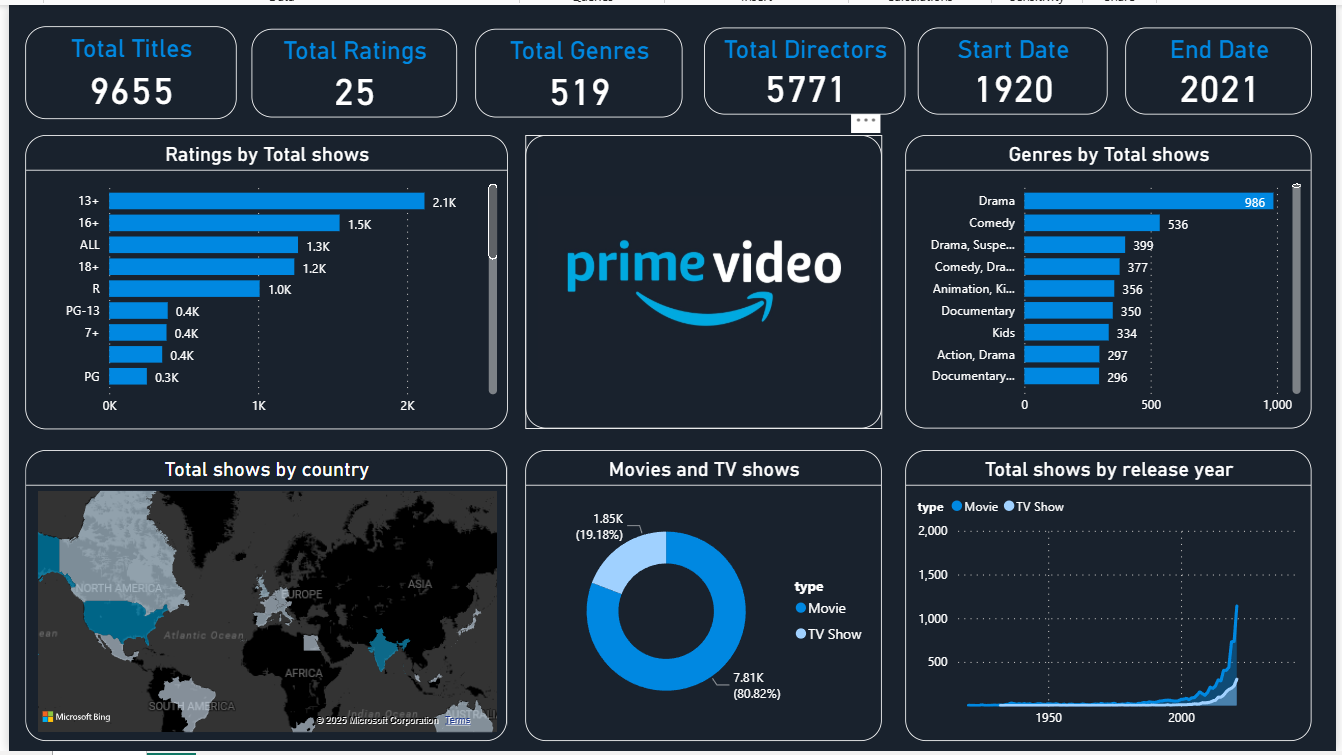 Total Titles
9655
Total Ratings
25
Total Genres
519
Total Directors
5771
Start Date
1920
End Date
2021
Ratings by Total shows
13+
2.1K
16+
1.5K
ALL
1.3K
18+
1.2K
R
1.0K
PG-13
0.4K
7+
0.4K
0.4K
PG
0.3K
0K
1K
2K
prime video
Genres by Total shows
Drama
986
Comedy
536
Drama, Suspe...
399
Comedy, Dra...
377
Animation, Ki...
356
Documentary
350
Kids
334
Action, Drama
297
Documentary...
296
0
500
1,000
Total shows by country
NORTH AMERICA
EUROPE
ASIA
ean
Atlantic Ocean
AFRICA
SOUTH AMERICA
Indian Ocean
AUSTRALI
Microsoft Bing
© 2025 Microsoft Corporation Terms
Movies and TV shows
1.85K
(19.18%)
7.81K
(80.82%)
type
Movie
TV Show
Total shows by release year
type Movie TV Show
2,000
1,500
1,000
500
1950
2000